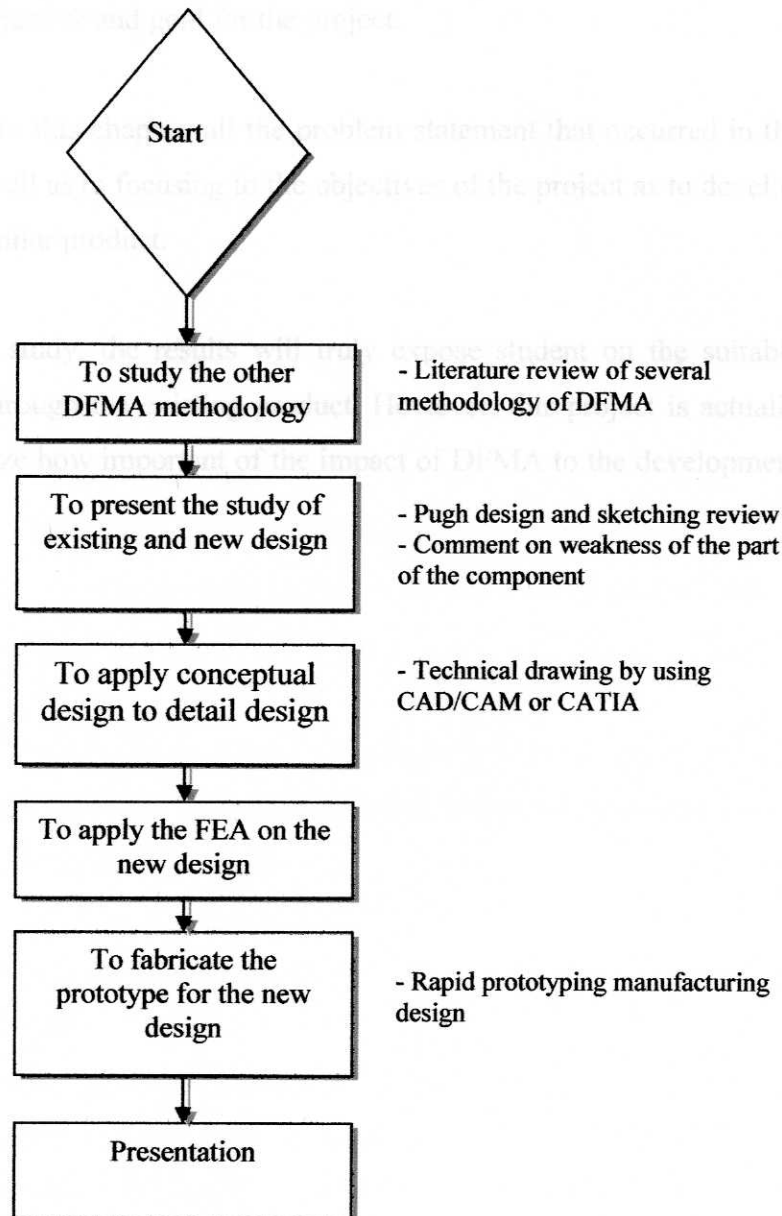 Start
To study the other
DFMA methodology
- Literature review of several
methodology of DFMA
To present the study of
existing and new design
- Pugh design and sketching review
- Comment on weakness of the part
of the component
To apply conceptual
design to detail design
- Technical drawing by using
CAD/CAM or CATIA
To apply the FEA on the
new design
To fabricate the
prototype for the new
design
- Rapid prototyping manufacturing
design
Presentation